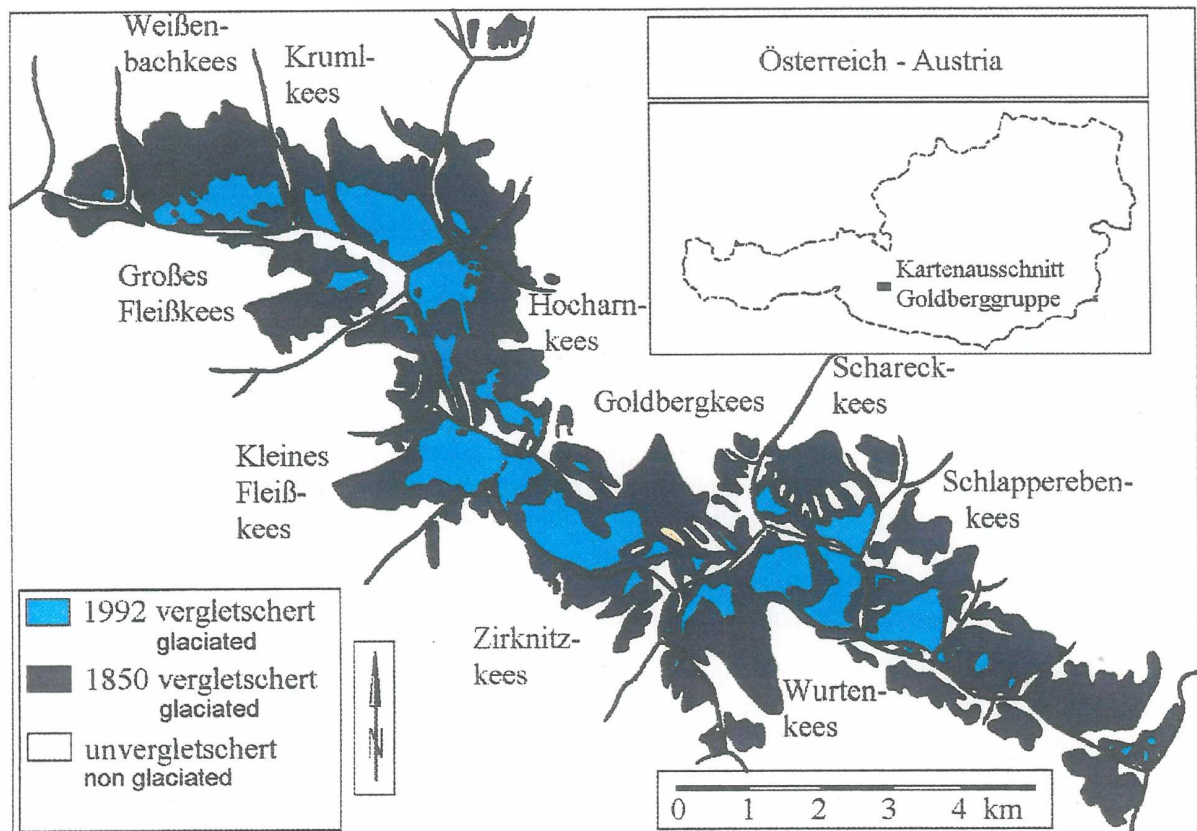 Weißen-
bachkees
Kruml-
kees
Österreich - Austria
Kartenausschnitt
Goldberggruppe
Großes
Fleißkees
Hocharn-
kees
Schareck-
kees
Goldbergkees
Kleines
Fleiß-
kees
Schlappereben-
kees
Zirknitz-
kees
Wurten-
kees
1992 vergletschert
glaciated
1850 vergletschert
glaciated
unvergletschert
non glaciated
N
0 1 2 3 4 km